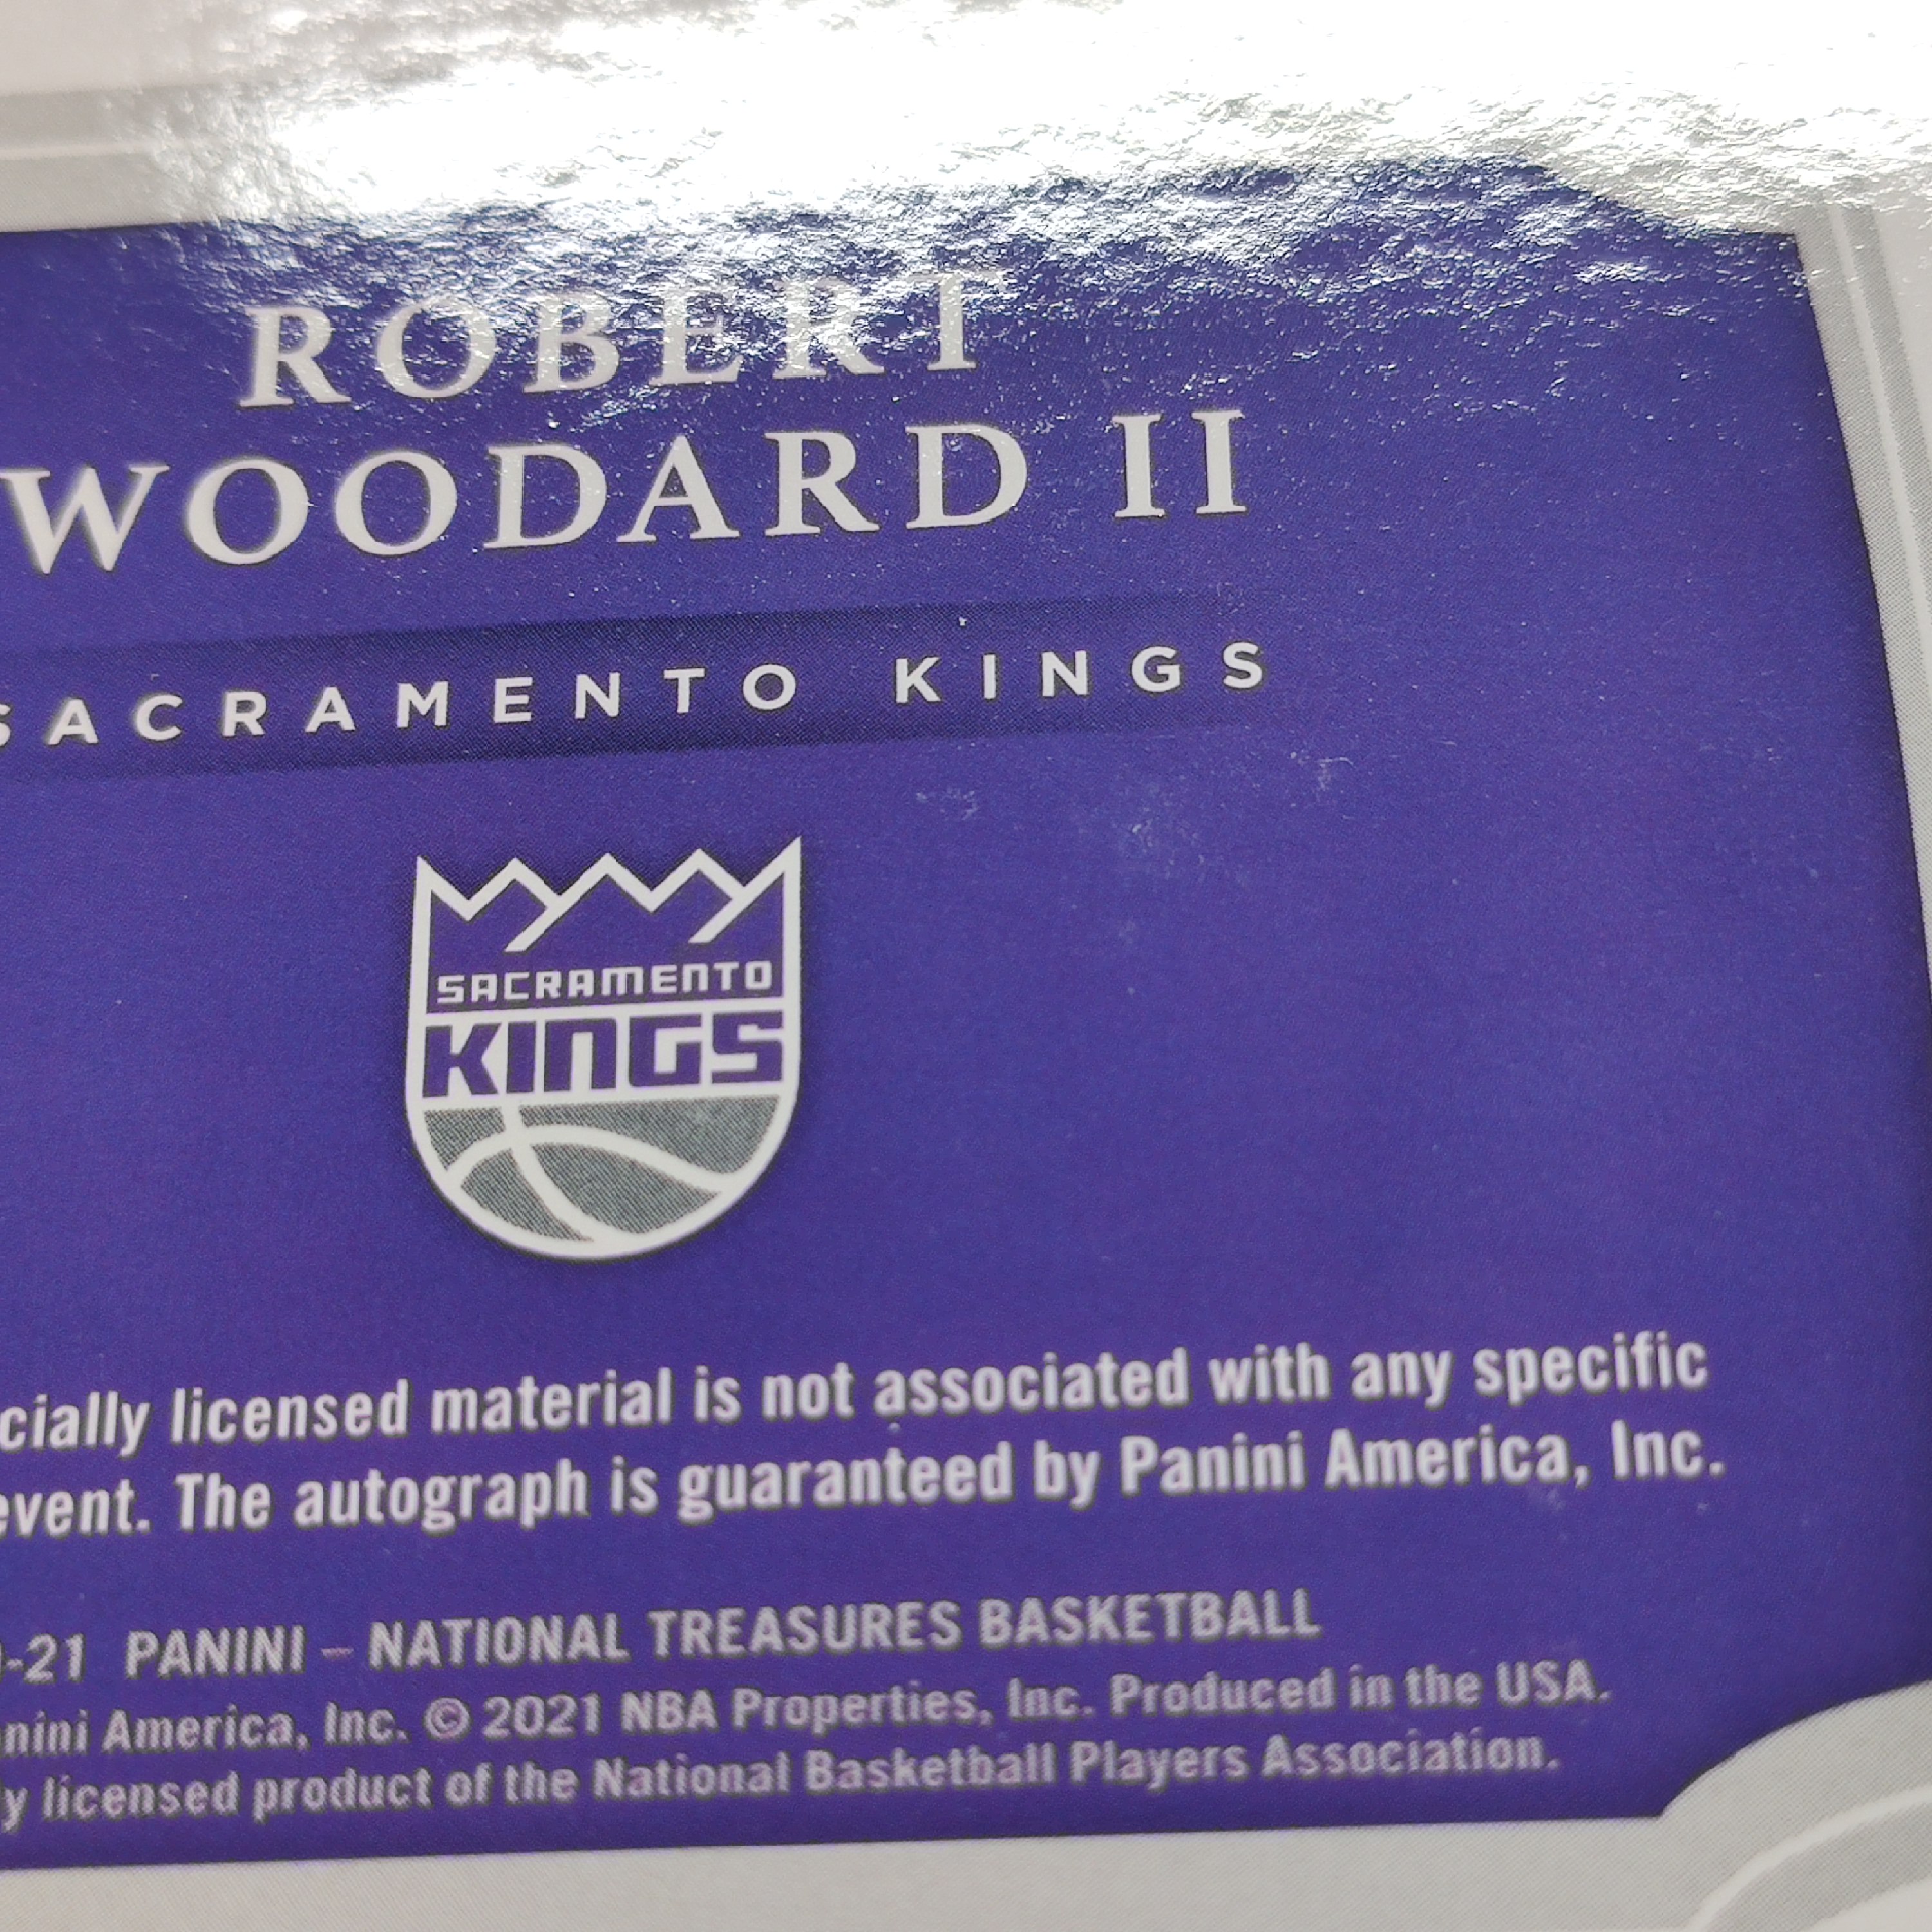 ROBERT
WOODARD II
SACRAMENTO KINGS
SACRAMENTO
KINGS
cially licensed material is not associated with any specific
event. The autograph is guaranteed by Panini America, Inc.
-21 PANINI – NATIONAL TREASURES BASKETBALL
nini America, Inc. © 2021 NBA Properties, Inc. Produced in the USA.
y licensed product of the National Basketball Players Association.